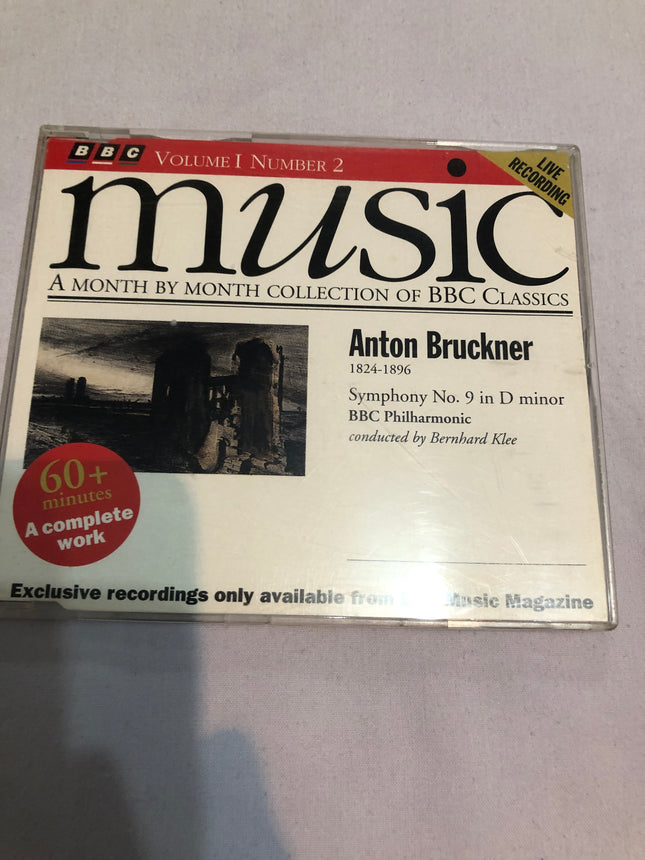 BBC VOLUME I NUMBER 2
LIVE
RECORDING
music
A MONTH BY MONTH COLLECTION OF BBC CLASSICS
Anton Bruckner
1824-1896
Symphony No. 9 in D minor
BBC Philharmonic
conducted by Bernhard Klee
60+
minutes
A complete
work
Exclusive recordings only available from Music Magazine